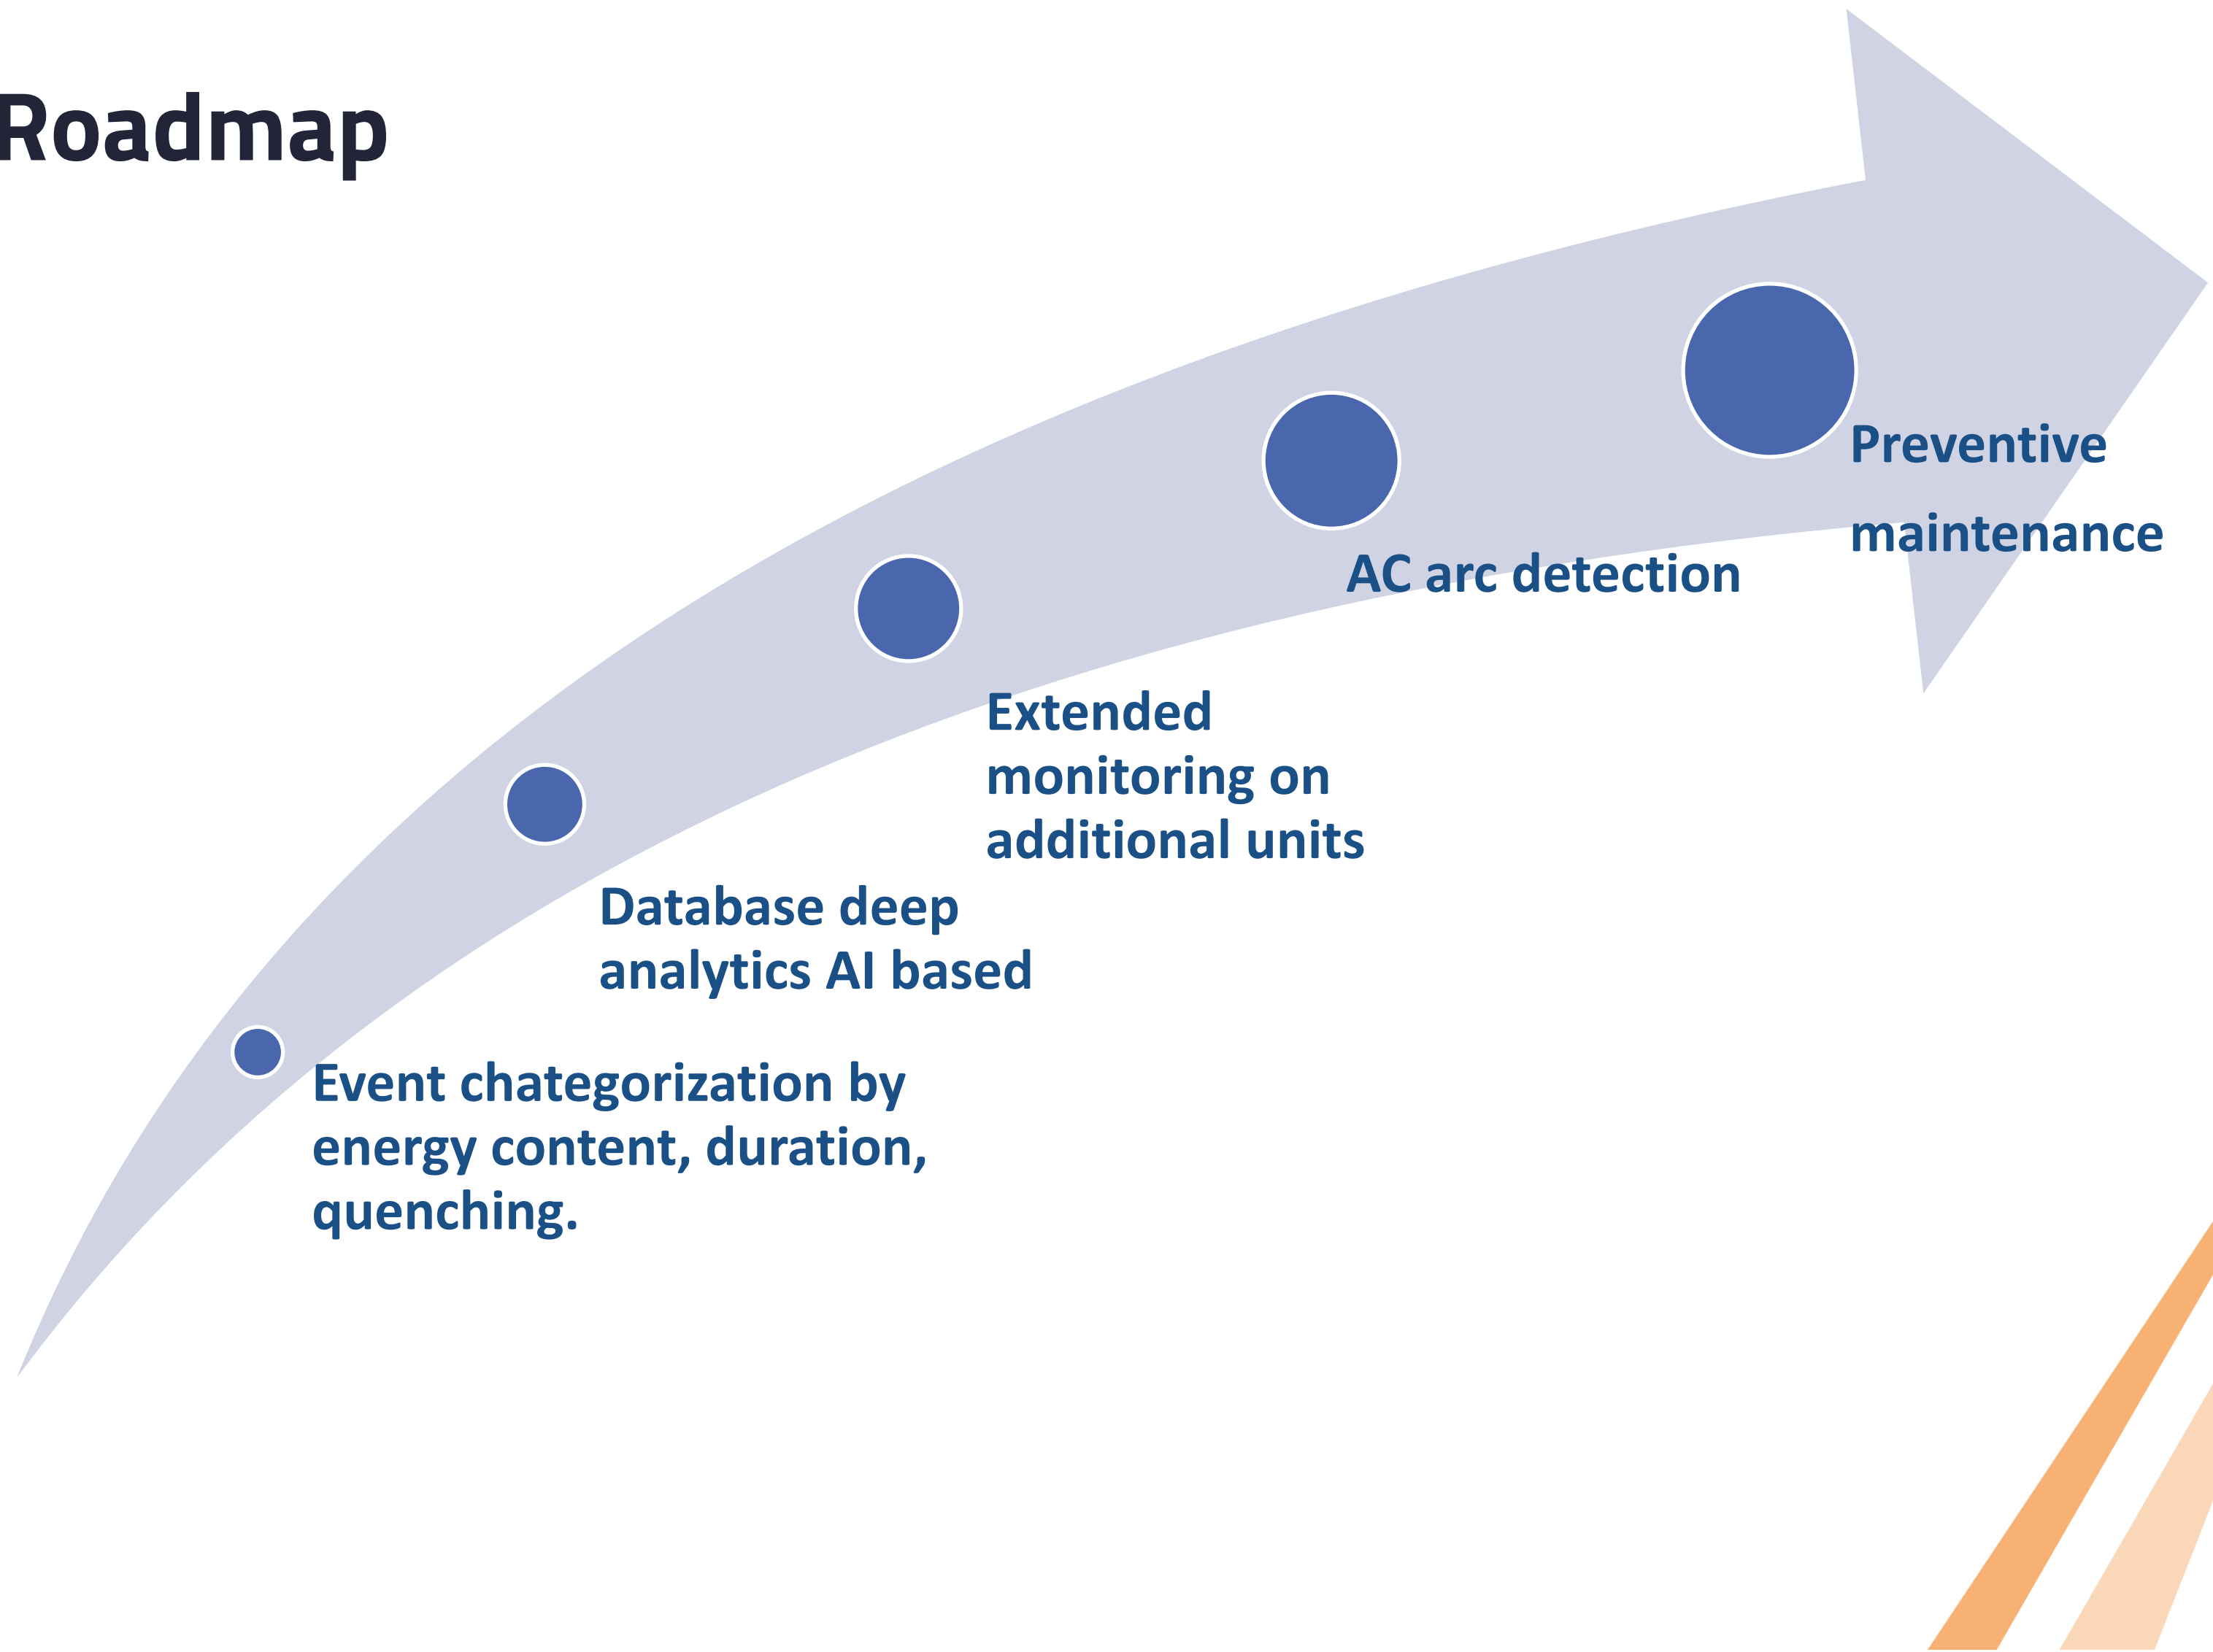 Roadmap
Event chategorization by
energy content, duration,
quenching.
Database deep
analytics AI based
Extended
monitoring on
additional units
AC arc detection
Preventive
maintenance